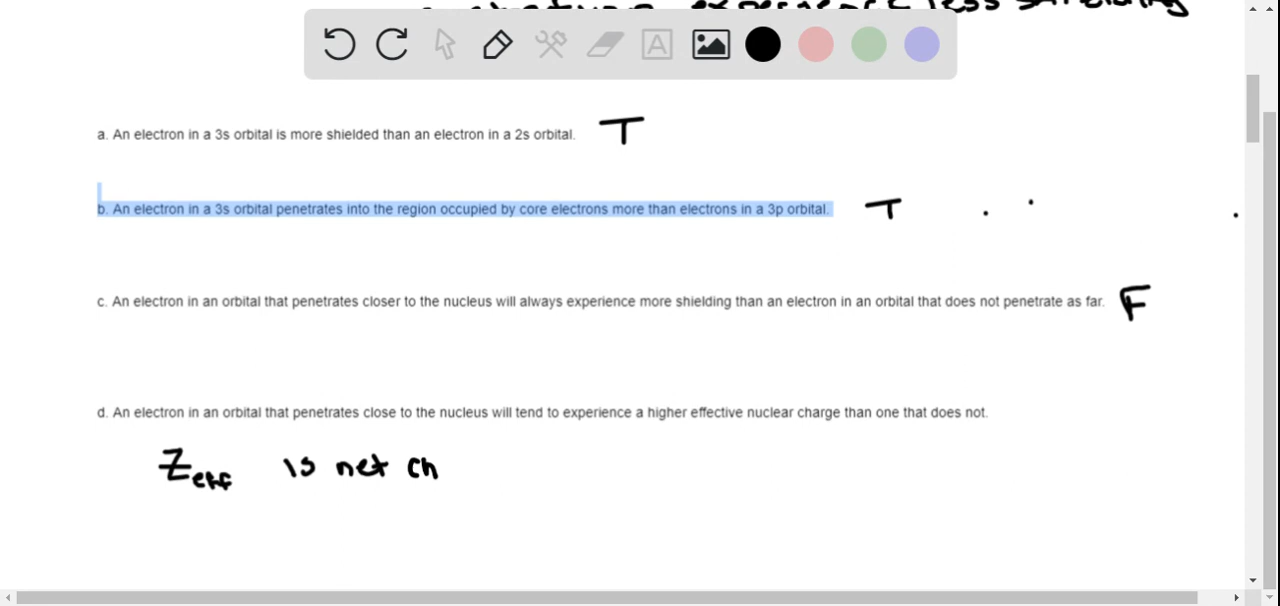 experience less shielding
A
a. An electron in a 3s orbital is more shielded than an electron in a 2s orbital. T
b. An electron in a 3s orbital penetrates into the region occupied by core electrons more than electrons in a 3p orbital. T
c. An electron in an orbital that penetrates closer to the nucleus will always experience more shielding than an electron in an orbital that does not penetrate as far. F
d. An electron in an orbital that penetrates close to the nucleus will tend to experience a higher effective nuclear charge than one that does not.
Zeff is net ch